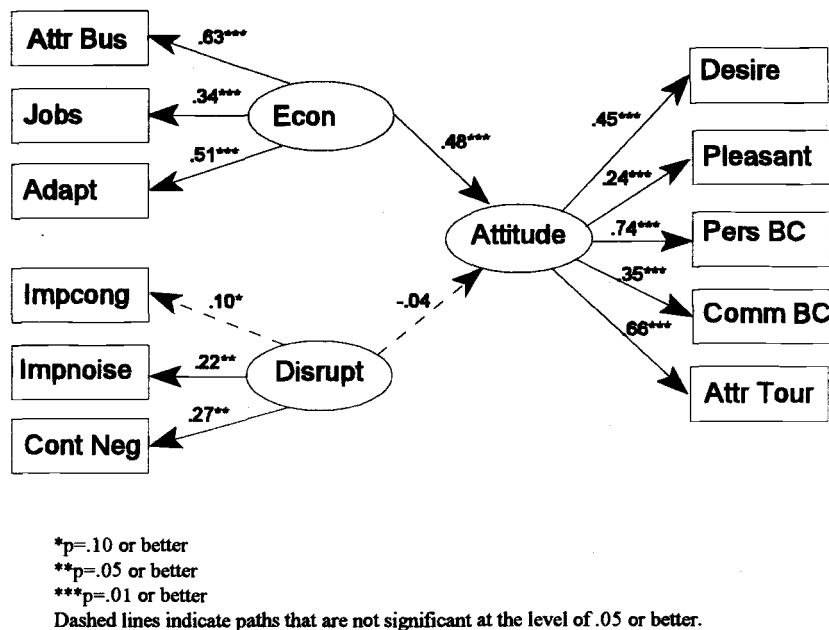 Attr Bus
.63***
Jobs
.34***
Econ
Adapt
.51***
.48***
Desire
.45***
Pleasant
.24***
Attitude
.74***
Pers BC
.35***
Comm BC
.66***
Attr Tour
Impcong
.10*
-.04
Impnoise
.22**
Disrupt
Cont Neg
.27**
*p=.10 or better
**p=.05 or better
***p=.01 or better
Dashed lines indicate paths that are not significant at the level of .05 or better.